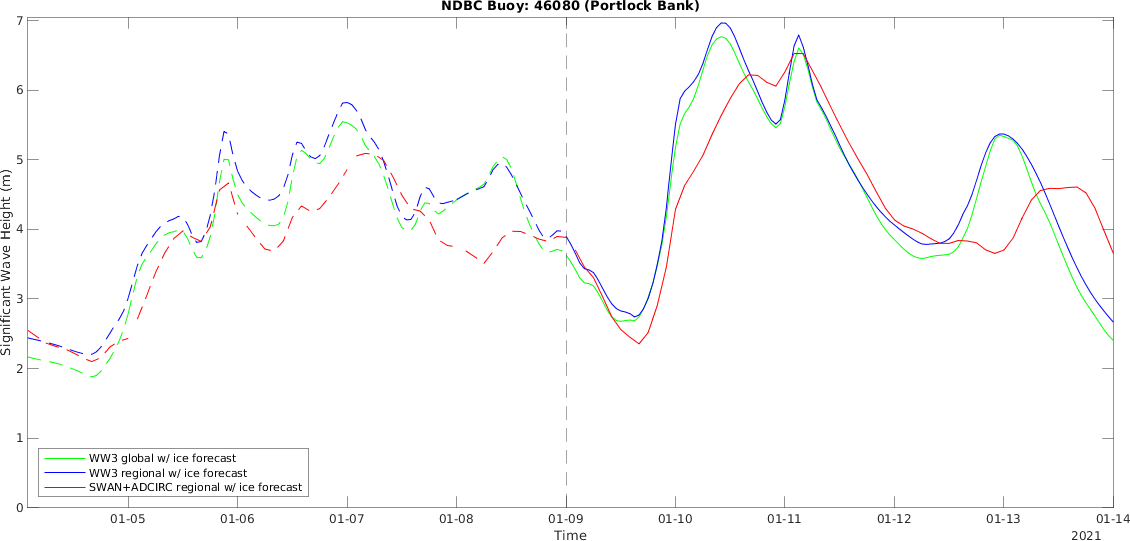 NDBC Buoy: 46080 (Portlock Bank)
7
6
5
4
3
2
1
0
Significant Wave Height (m)
WW3 global w/ ice forecast
WW3 regional w/ ice forecast
SWAN+ADCIRC regional w/ ice forecast
01-05 01-06 01-07 01-08 01-09 01-10 01-11 01-12 01-13 01-14
Time
2021